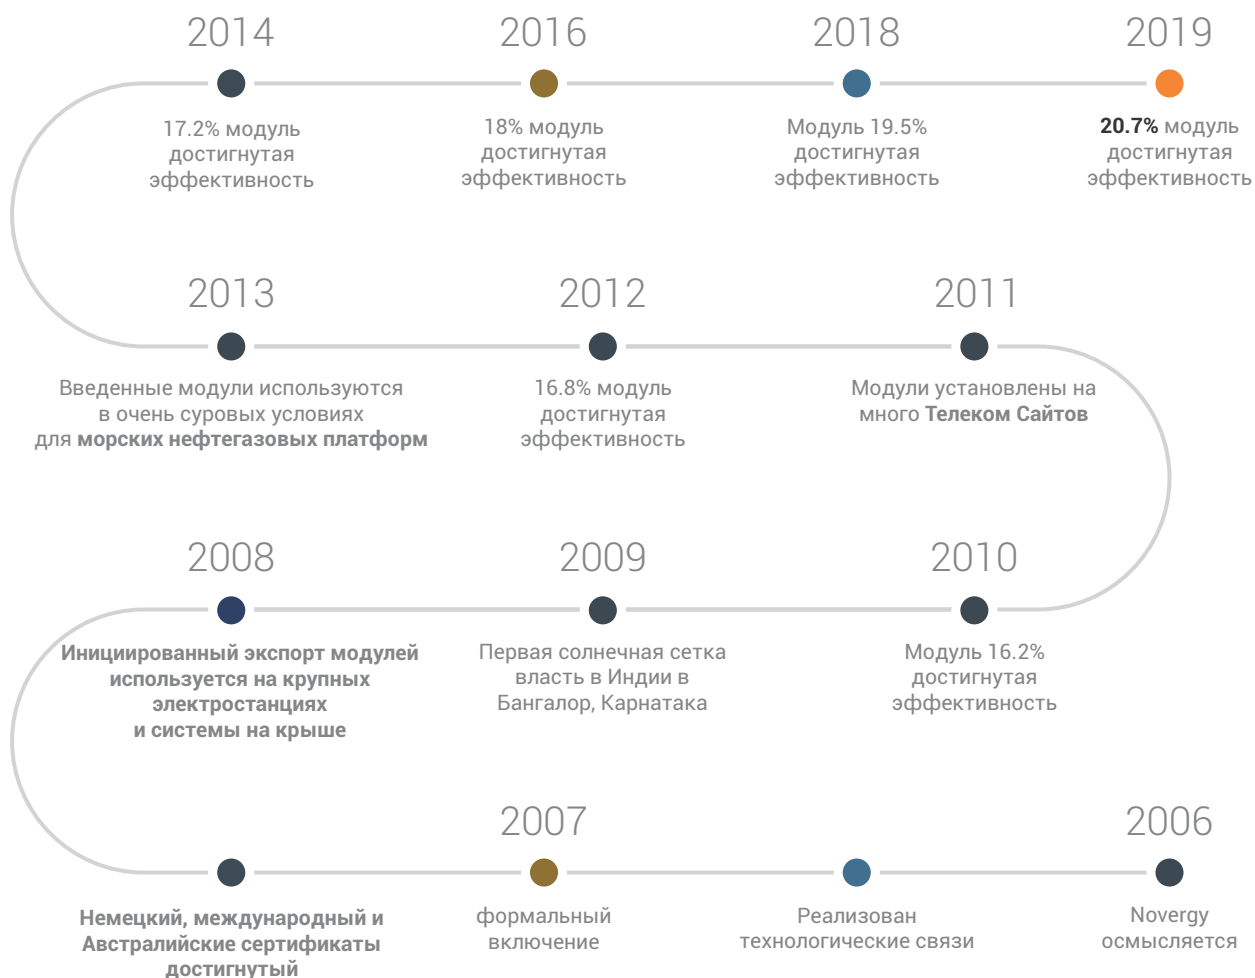 2014
17.2% модуль
достигнутая
эффективность
2016
18% модуль
достигнутая
эффективность
2018
Модуль 19.5%
достигнутая
эффективность
2019
20.7% модуль
достигнутая
эффективность
2013
Введенные модули используются
в очень суровых условиях
для морских нефтегазовых платформ
2012
16.8% модуль
достигнутая
эффективность
2011
Модули установлены на
много Телеком Сайтов
2008
Инициированный экспорт модулей
используется на крупных
электростанциях
и системы на крыше
2009
Первая солнечная сетка
власть в Индии в
Бангалор, Карнатака
2010
Модуль 16.2%
достигнутая
эффективность
Немецкий, международный и
Австралийские сертификаты
достигнутый
2007
формальный
включение
Реализован
технологические связи
2006
Novergy
осмысляется